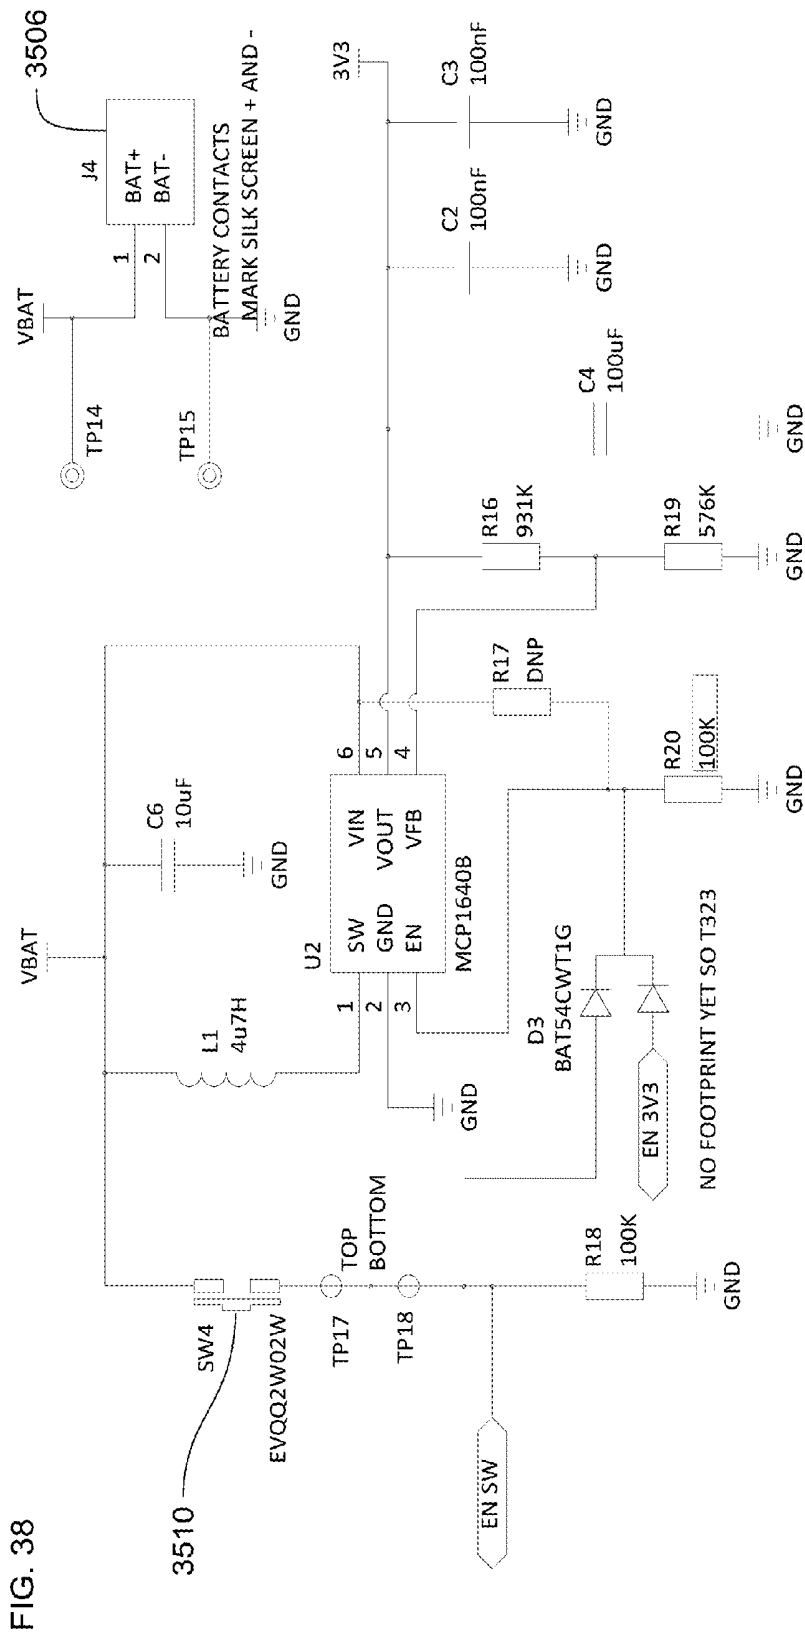 FIG. 38
3510
SW4
EVQQ2W02W
TP17
TP18
TOP
BOTTOM
EN SW
R18
100K
GND
VBAT
L1
4u7H
C6
10uF
GND
U2
SW
GND
EN
VIN
VOUT
VFB
1
2
3
6
5
4
MCP1640B
GND
D3
BAT54CWT1G
EN 3V3
NO FOOTPRINT YET SO T323
R17
DNP
R20
100K
GND
R16
931K
R19
576K
GND
C4
100uF
GND
C2
100nF
GND
C3
100nF
GND
3V3
VBAT
TP14
TP15
1
2
J4
BAT+
BAT-
3506
GND
BATTERY CONTACTS
MARK SILK SCREEN + AND -